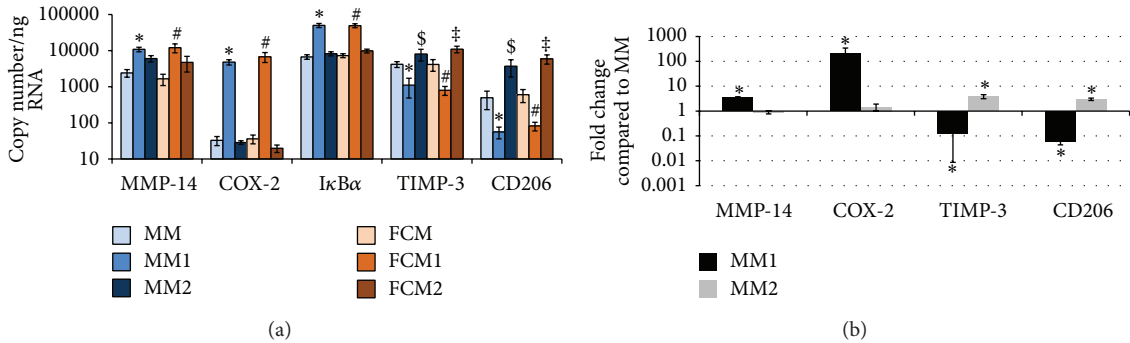 Copy number/ng
RNA
100000
10000
1000
100
10
* # * # * # * # $ ‡ * # $ ‡
MMP-14 COX-2 IκBα TIMP-3 CD206
MM
MM1
MM2
FCM
FCM1
FCM2
(a)
Fold change
compared to MM
1000
100
10
1
0.1
0.01
0.001
* * * * * *
MMP-14 COX-2 TIMP-3 CD206
MM1
MM2
(b)